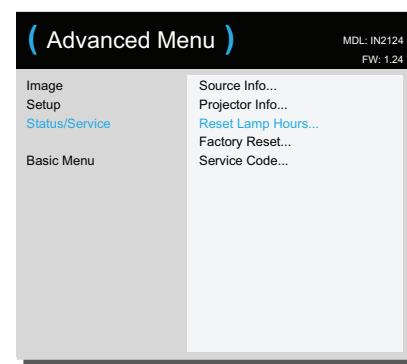 ( Advanced Menu )
MDL: IN2124
FW: 1.24
Image
Setup
Status/Service
Basic Menu
Source Info...
Projector Info...
Reset Lamp Hours...
Factory Reset...
Service Code...